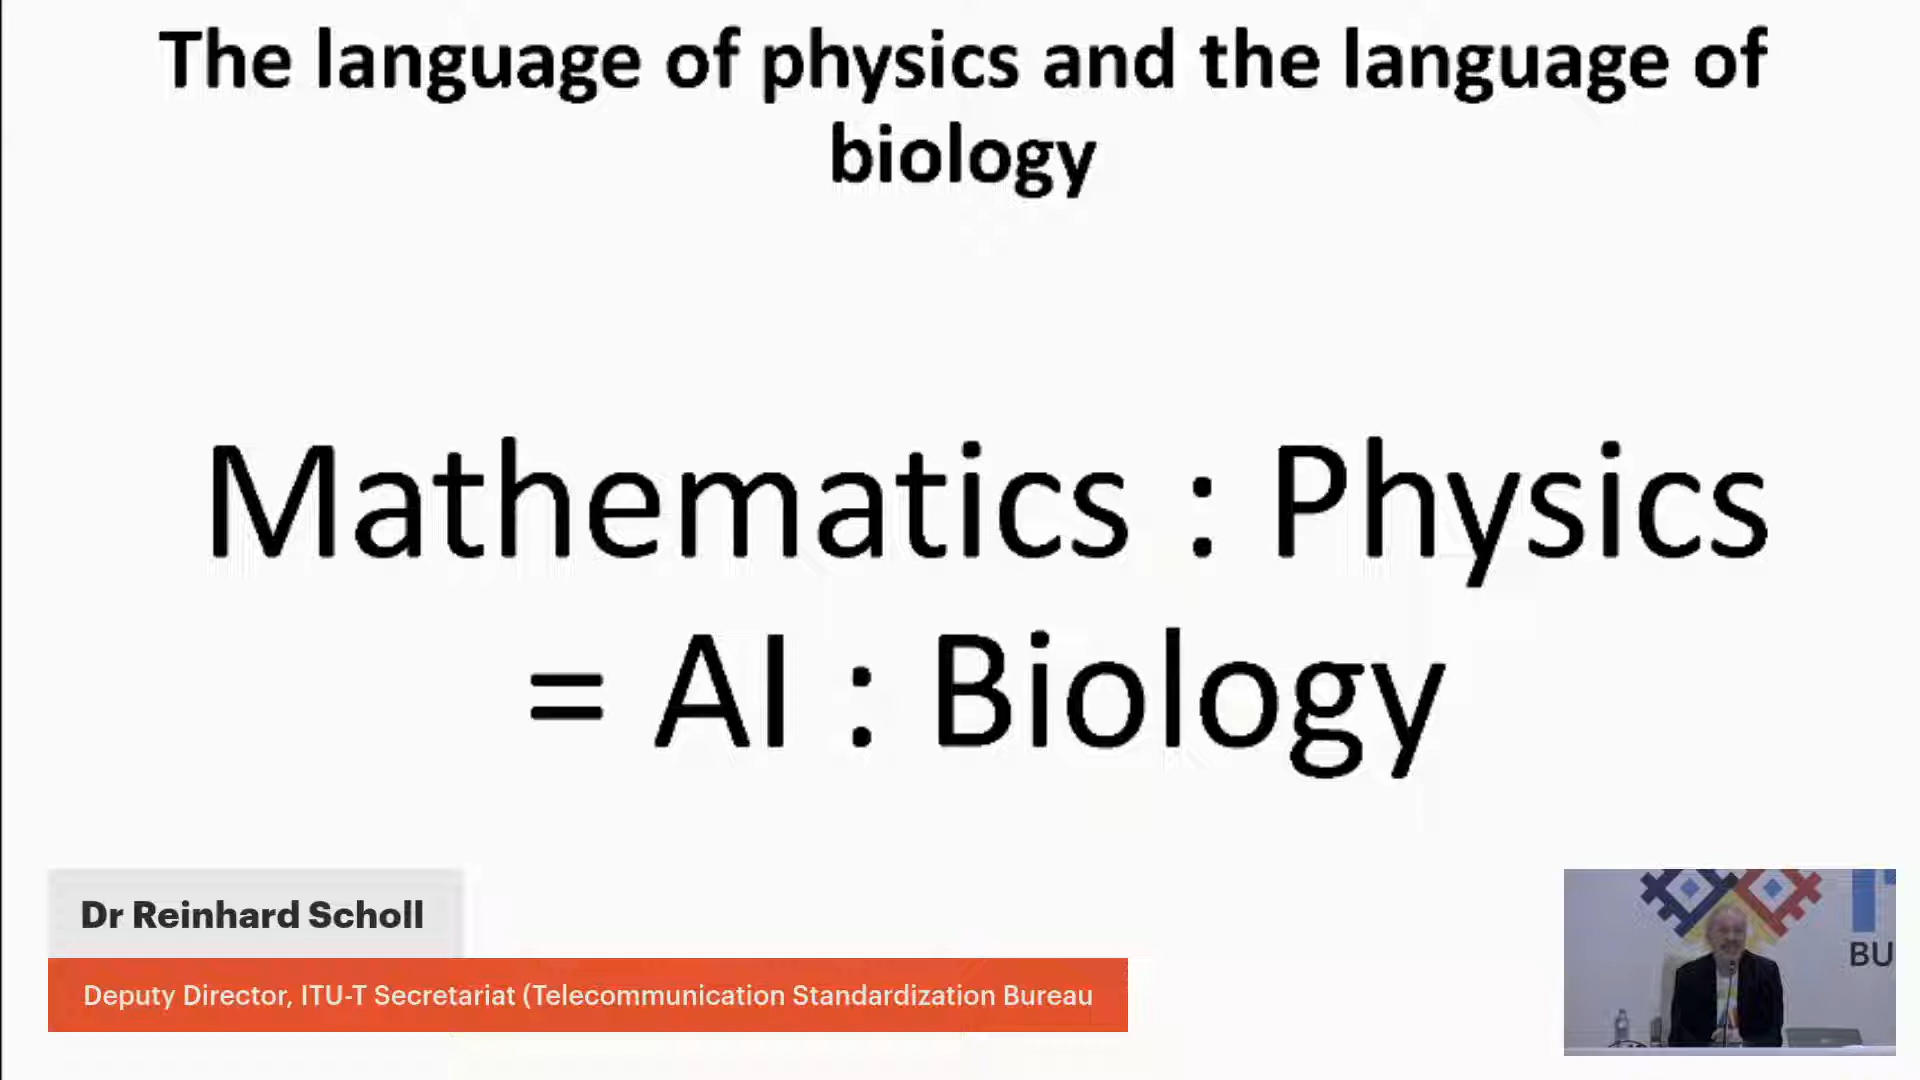 The language of physics and the language of
biology
Mathematics : Physics
= AI : Biology
Dr Reinhard Scholl
Deputy Director, ITU-T Secretariat (Telecommunication Standardization Bureau
BU